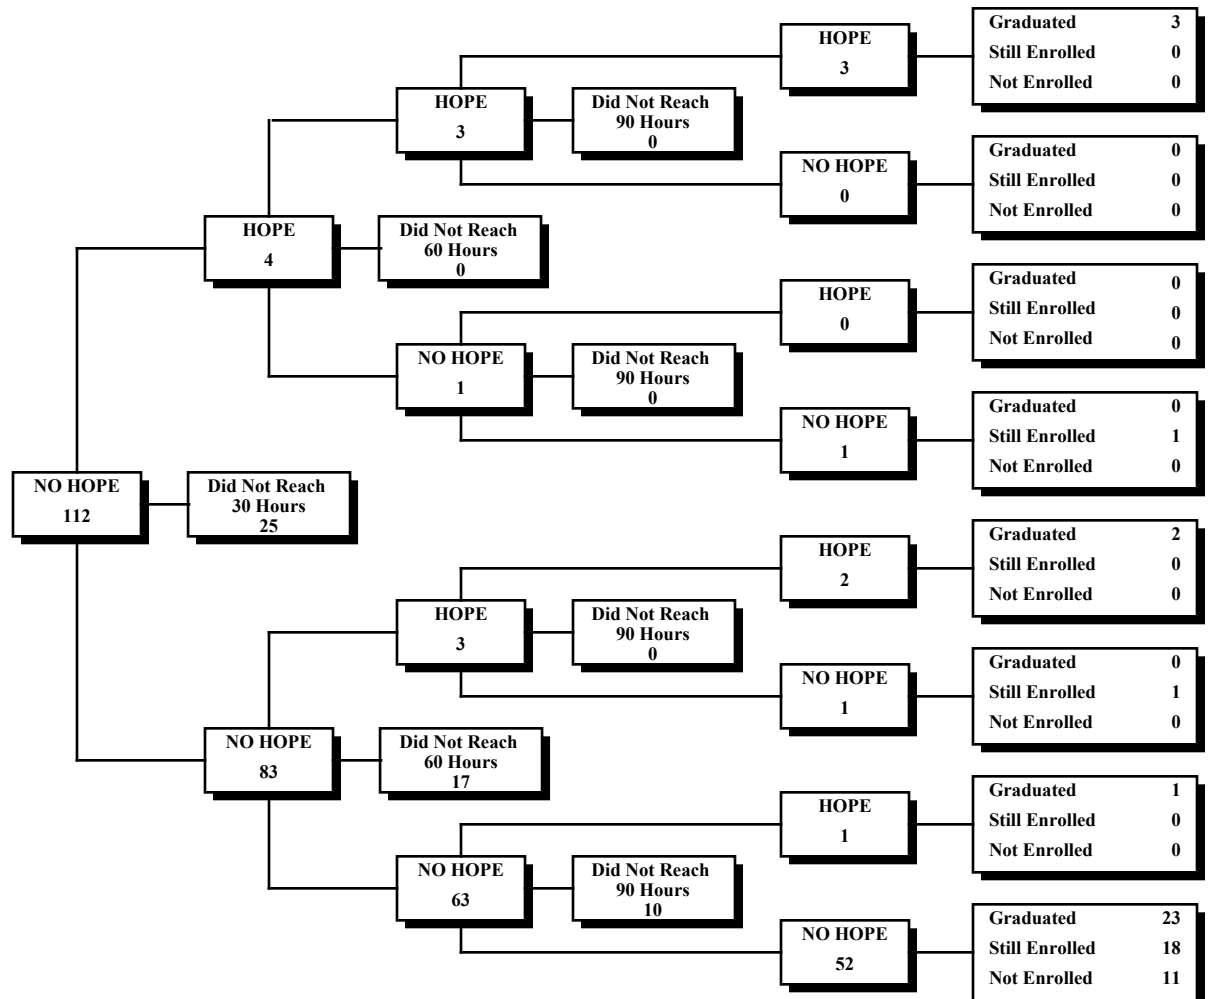 HOPE
3
Graduated 3
Still Enrolled 0
Not Enrolled 0
HOPE
3
Did Not Reach
90 Hours
0
NO HOPE
0
Graduated 0
Still Enrolled 0
Not Enrolled 0
HOPE
4
Did Not Reach
60 Hours
0
HOPE
0
Graduated 0
Still Enrolled 0
Not Enrolled 0
NO HOPE
1
Did Not Reach
90 Hours
0
NO HOPE
1
Graduated 0
Still Enrolled 1
Not Enrolled 0
NO HOPE
112
Did Not Reach
30 Hours
25
HOPE
2
Graduated 2
Still Enrolled 0
Not Enrolled 0
HOPE
3
Did Not Reach
90 Hours
0
NO HOPE
1
Graduated 0
Still Enrolled 1
Not Enrolled 0
NO HOPE
83
Did Not Reach
60 Hours
17
HOPE
1
Graduated 1
Still Enrolled 0
Not Enrolled 0
NO HOPE
63
Did Not Reach
90 Hours
10
NO HOPE
52
Graduated 23
Still Enrolled 18
Not Enrolled 11